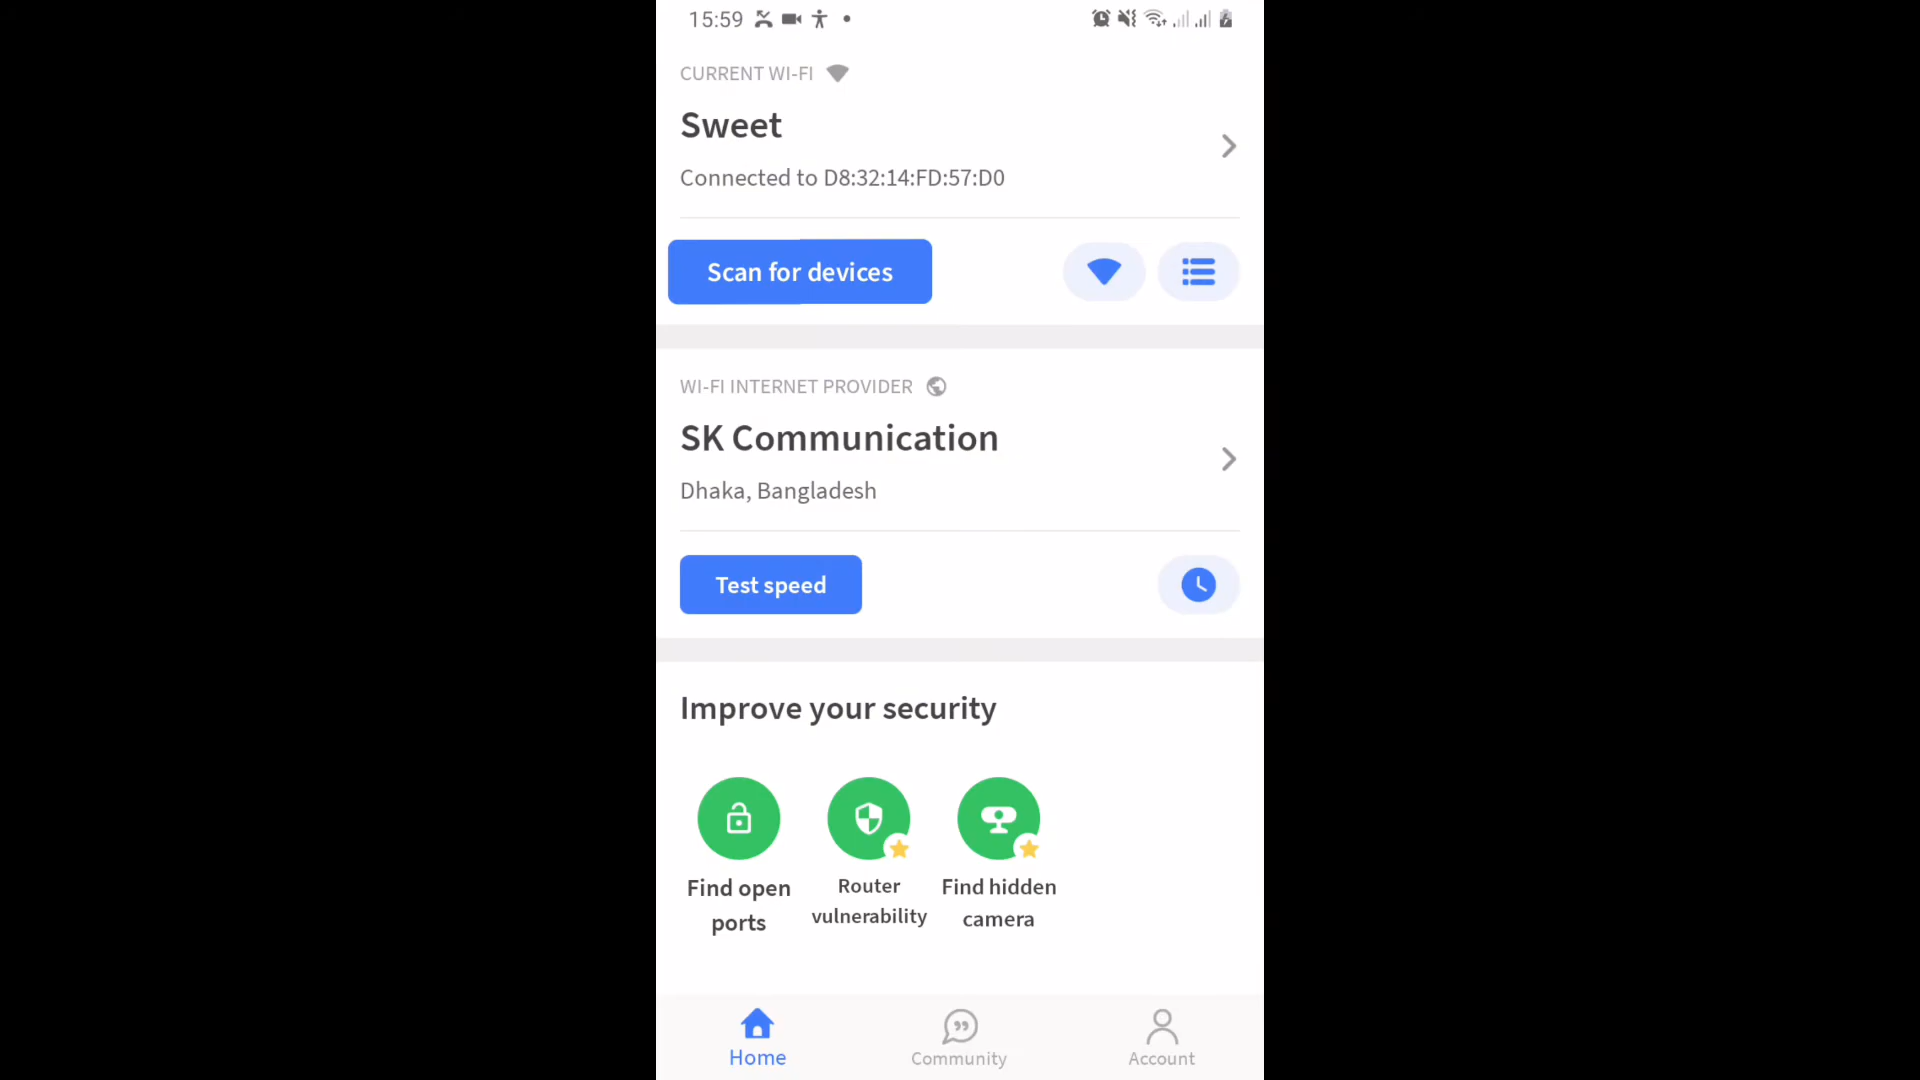 15:59
CURRENT WI-FI
Sweet
Connected to D8:32:14:FD:57:D0
Scan for devices
WI-FI INTERNET PROVIDER
SK Communication
Dhaka, Bangladesh
Test speed
Improve your security
Find open
ports
Router
vulnerability
Find hidden
camera
Home
Community
Account